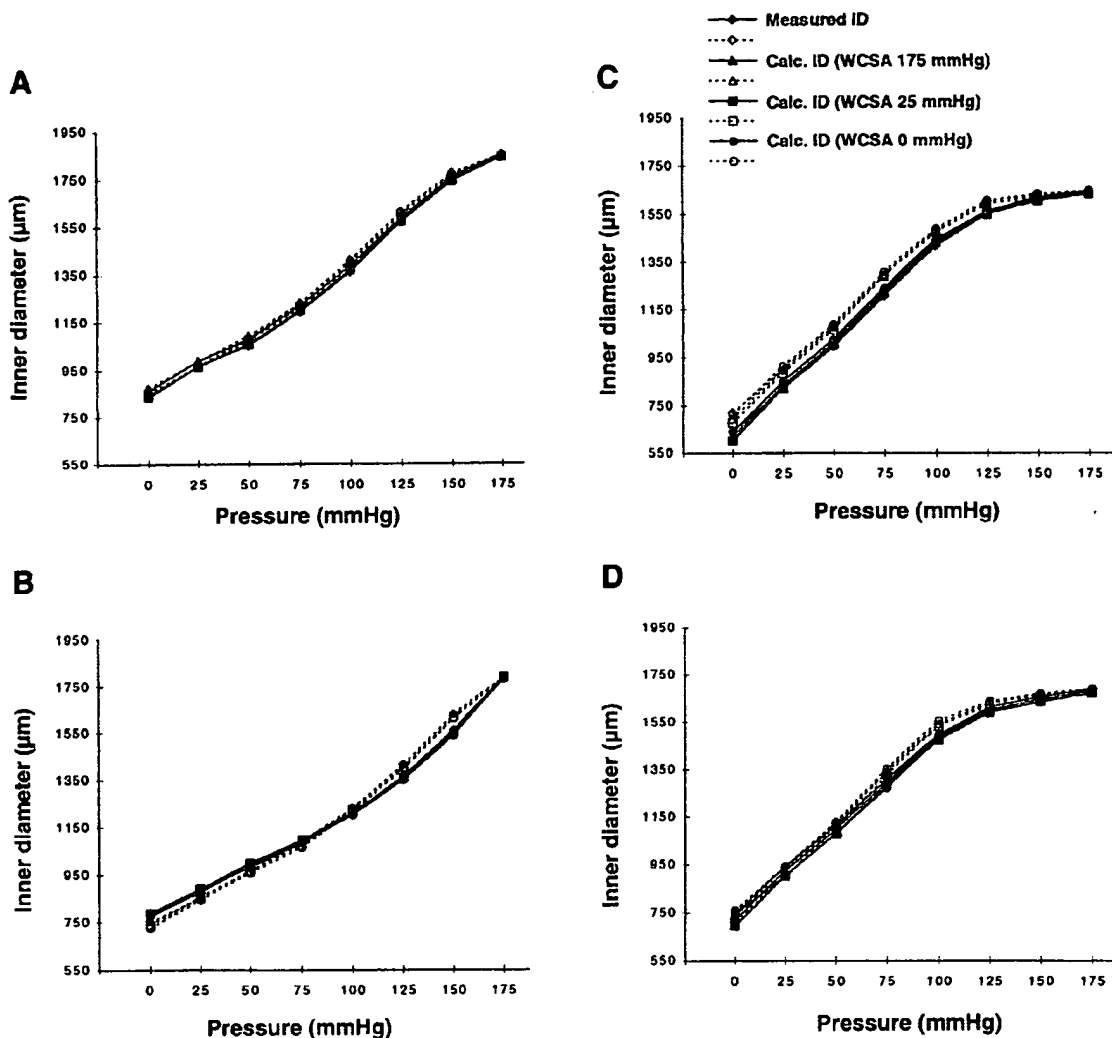 A
1950
1750
1550
1350
1150
950
750
550
Inner diameter (µm)
0 25 50 75 100 125 150 175
Pressure (mmHg)
C
Measured ID
Calc. ID (WCSA 175 mmHg)
Calc. ID (WCSA 25 mmHg)
Calc. ID (WCSA 0 mmHg)
1950
1750
1550
1350
1150
950
750
550
Inner diameter (µm)
0 25 50 75 100 125 150 175
Pressure (mmHg)
B
1950
1750
1550
1350
1150
950
750
550
Inner diameter (µm)
0 25 50 75 100 125 150 175
Pressure (mmHg)
D
1950
1750
1550
1350
1150
950
750
550
Inner diameter (µm)
0 25 50 75 100 125 150 175
Pressure (mmHg)